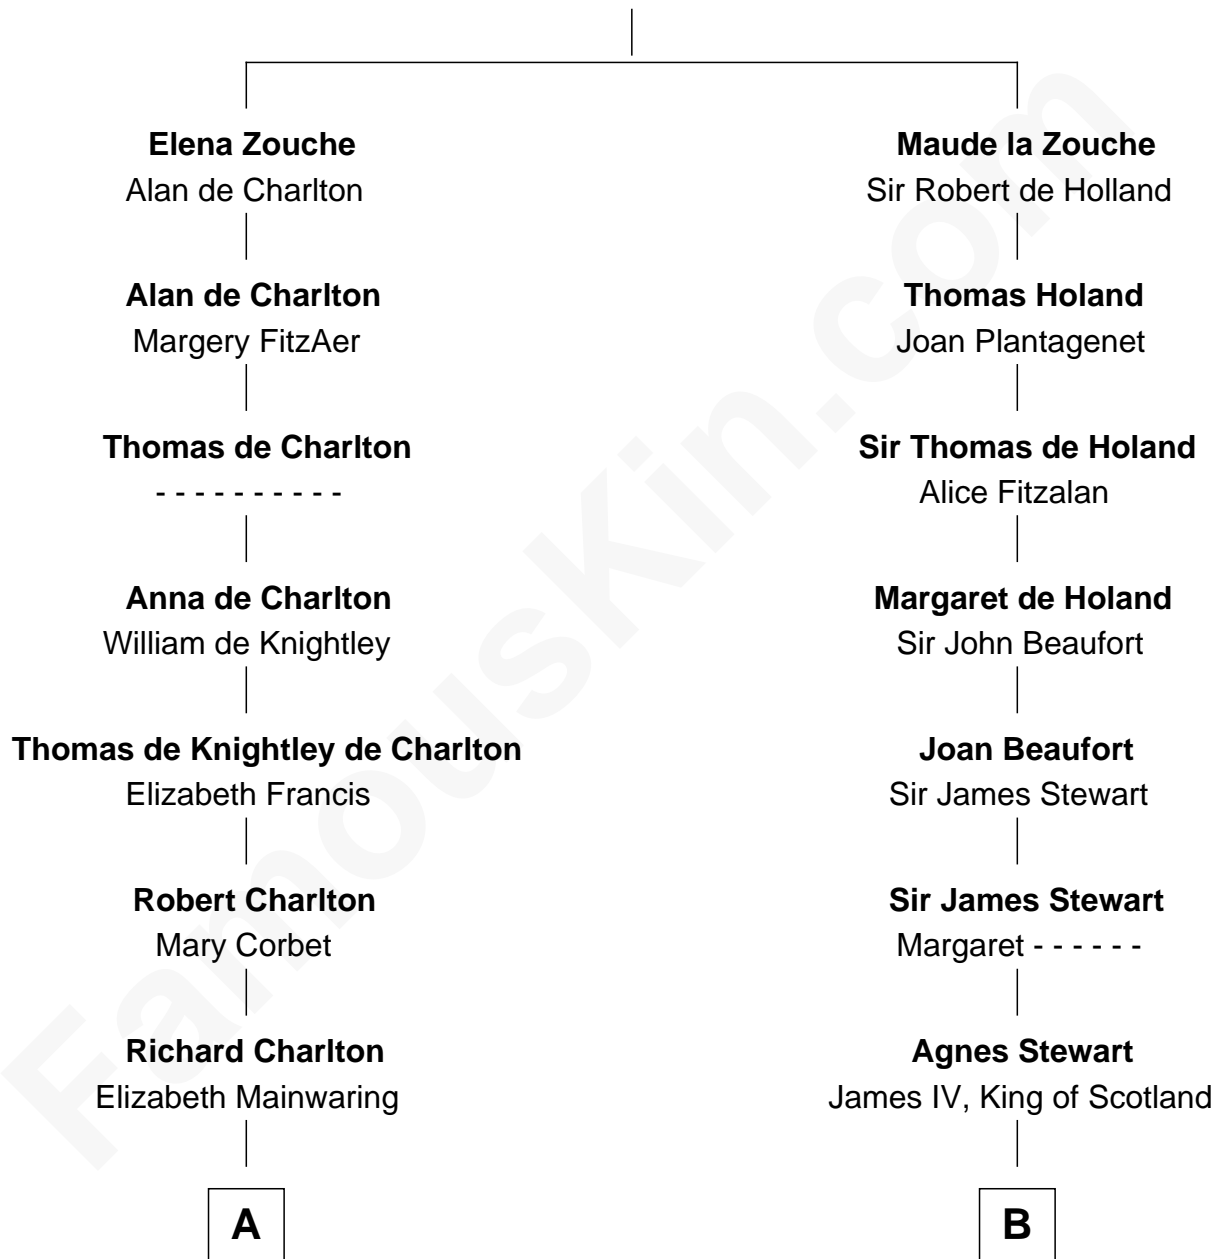 Elena Zouche
Alan de Charlton
Alan de Charlton
Margery FitzAer
Thomas de Charlton
- - - - - - - - - -
Anna de Charlton
William de Knightley
Thomas de Knightley de Charlton
Elizabeth Francis
Robert Charlton
Mary Corbet
Richard Charlton
Elizabeth Mainwaring
A
Maude la Zouche
Sir Robert de Holland
Thomas Holand
Joan Plantagenet
Sir Thomas de Holand
Alice Fitzalan
Margaret de Holand
Sir John Beaufort
Joan Beaufort
Sir James Stewart
Sir James Stewart
Margaret - - - - - -
Agnes Stewart
James IV, King of Scotland
B
FamousKin.com